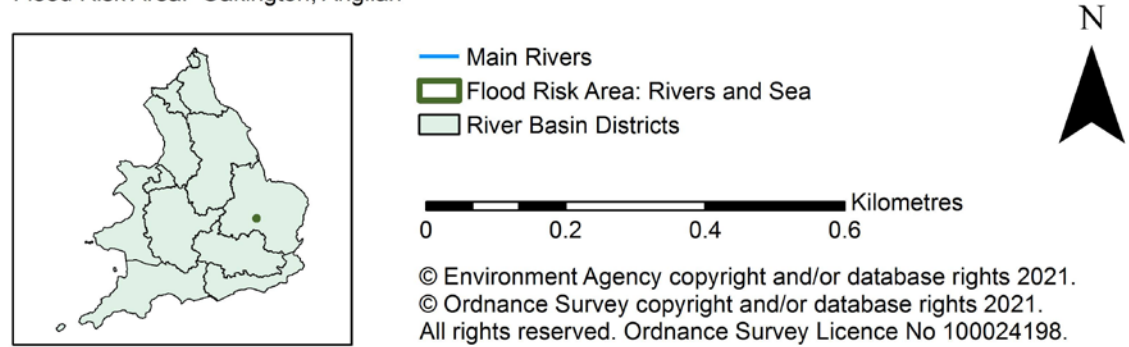 N
Main Rivers
Flood Risk Area: Rivers and Sea
River Basin Districts
Kilometres
0 0.2 0.4 0.6
© Environment Agency copyright and/or database rights 2021.
© Ordnance Survey copyright and/or database rights 2021.
All rights reserved. Ordnance Survey Licence No 100024198.